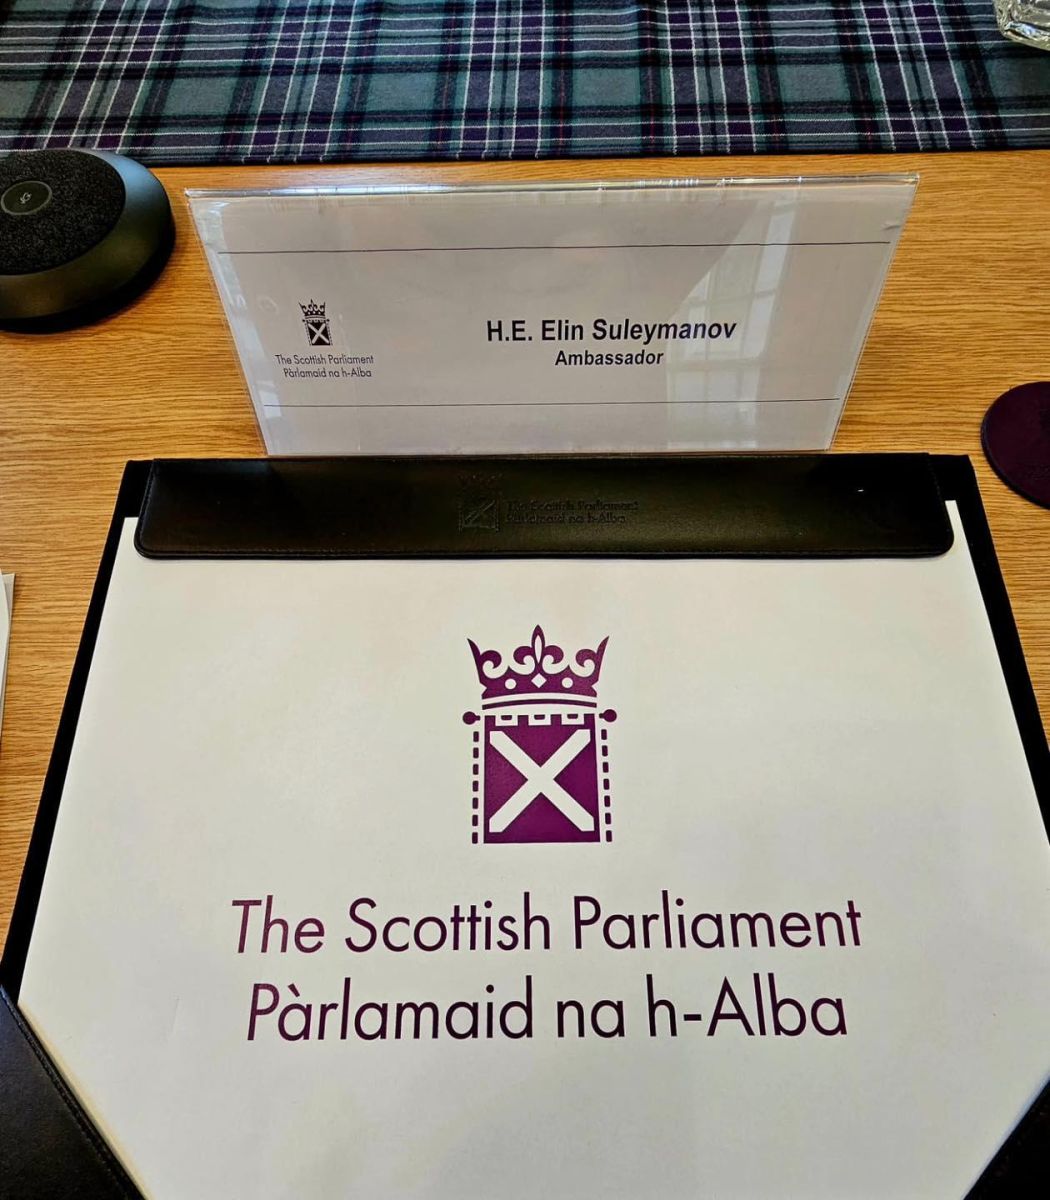 H.E. Elin Suleymanov
Ambassador
The Scottish Parliament
Pàrlamaid na h-Alba
The Scottish Parliament
Pàrlamaid na h-Alba
The Scottish Parliament
Pàrlamaid na h-Alba